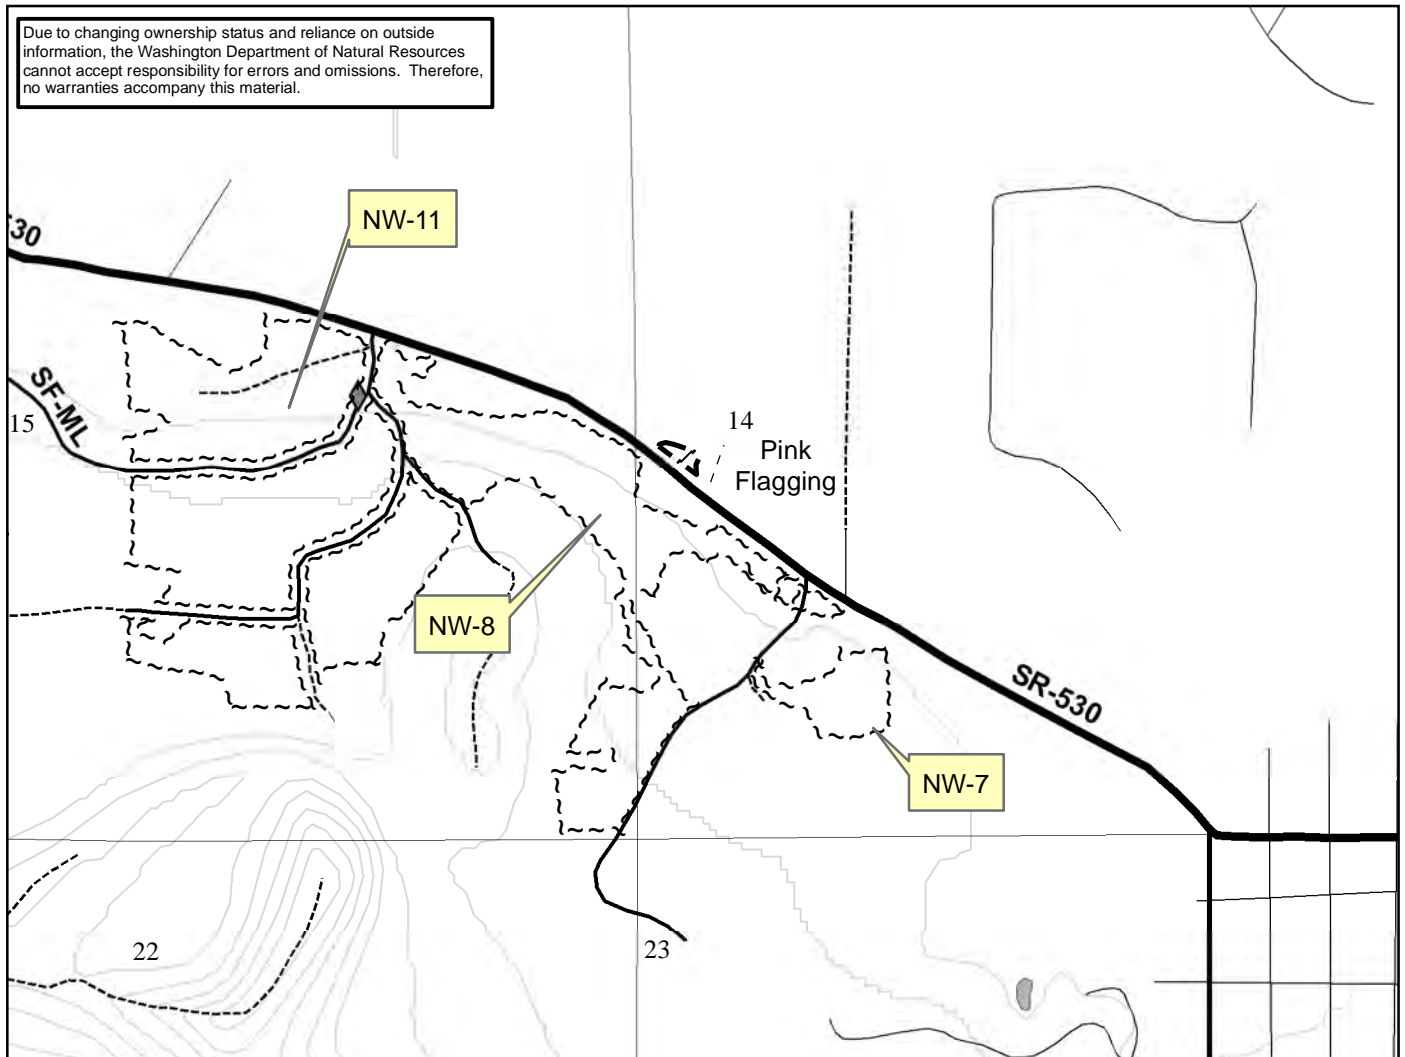 Due to changing ownership status and reliance on outside
information, the Washington Department of Natural Resources
cannot accept responsibility for errors and omissions.  Therefore,
no warranties accompany this material.
NW-11
530
SF-ML
15
14
Pink
Flagging
NW-8
SR-530
NW-7
22
23